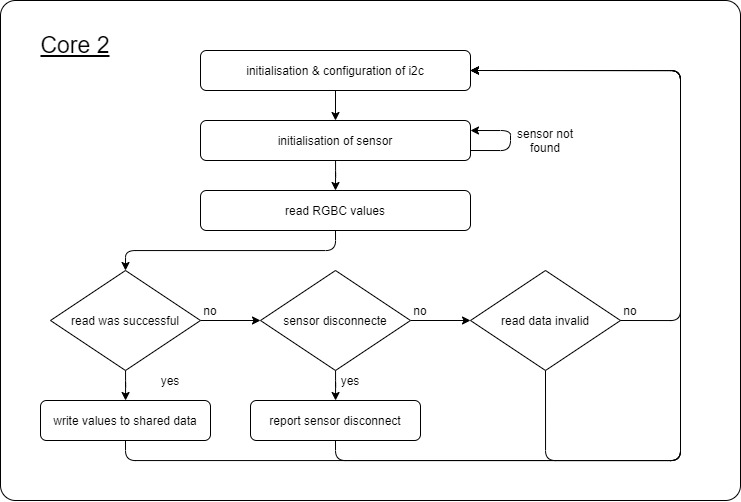 Core 2
initialisation & configuration of i2c
initialisation of sensor
sensor not
found
read RGBC values
read was successful
no
sensor disconnecte
no
read data invalid
no
yes
yes
write values to shared data
report sensor disconnect